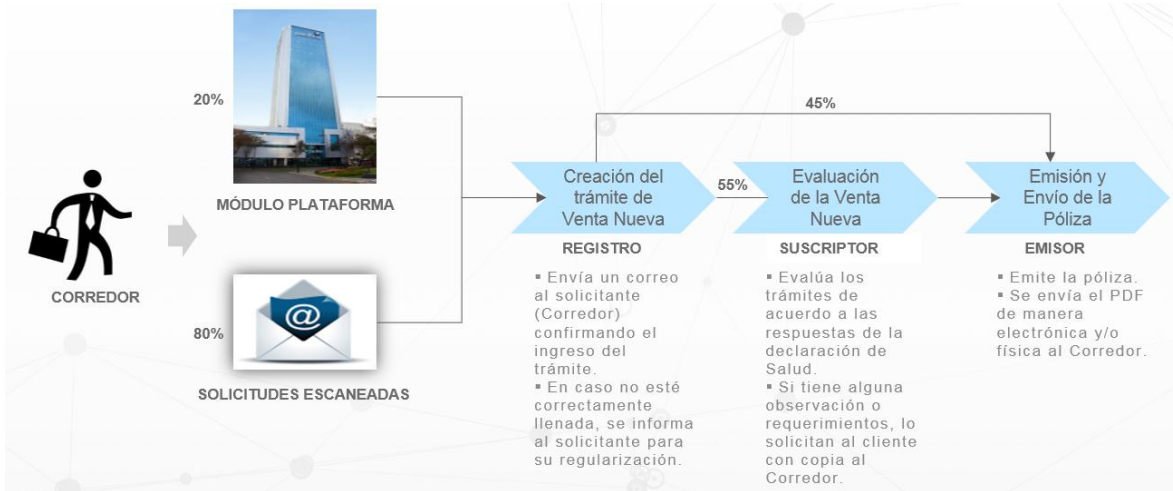 20%
MÓDULO PLATAFORMA
CORREDOR
80%
@
SOLICITUDES ESCANEADAS
45%
55%
Creación del
trámite de
Venta Nueva
REGISTRO
▪ Envía un correo
al solicitante
(Corredor)
confirmando el
ingreso del
trámite.
▪ En caso no esté
correctamente
llenada, se informa
al solicitante para
su regularización.
Evaluación
de la Venta
Nueva
SUSCRIPTOR
▪ Evalúa los
trámites de
acuerdo a las
respuestas de la
declaración de
Salud.
▪ Si tiene alguna
observación o
requerimientos, lo
solicitan al cliente
con copia al
Corredor.
Emisión y
Envío de la
Póliza
EMISOR
▪ Emite la póliza.
▪ Se envía el PDF
de manera
electrónica y/o
física al Corredor.